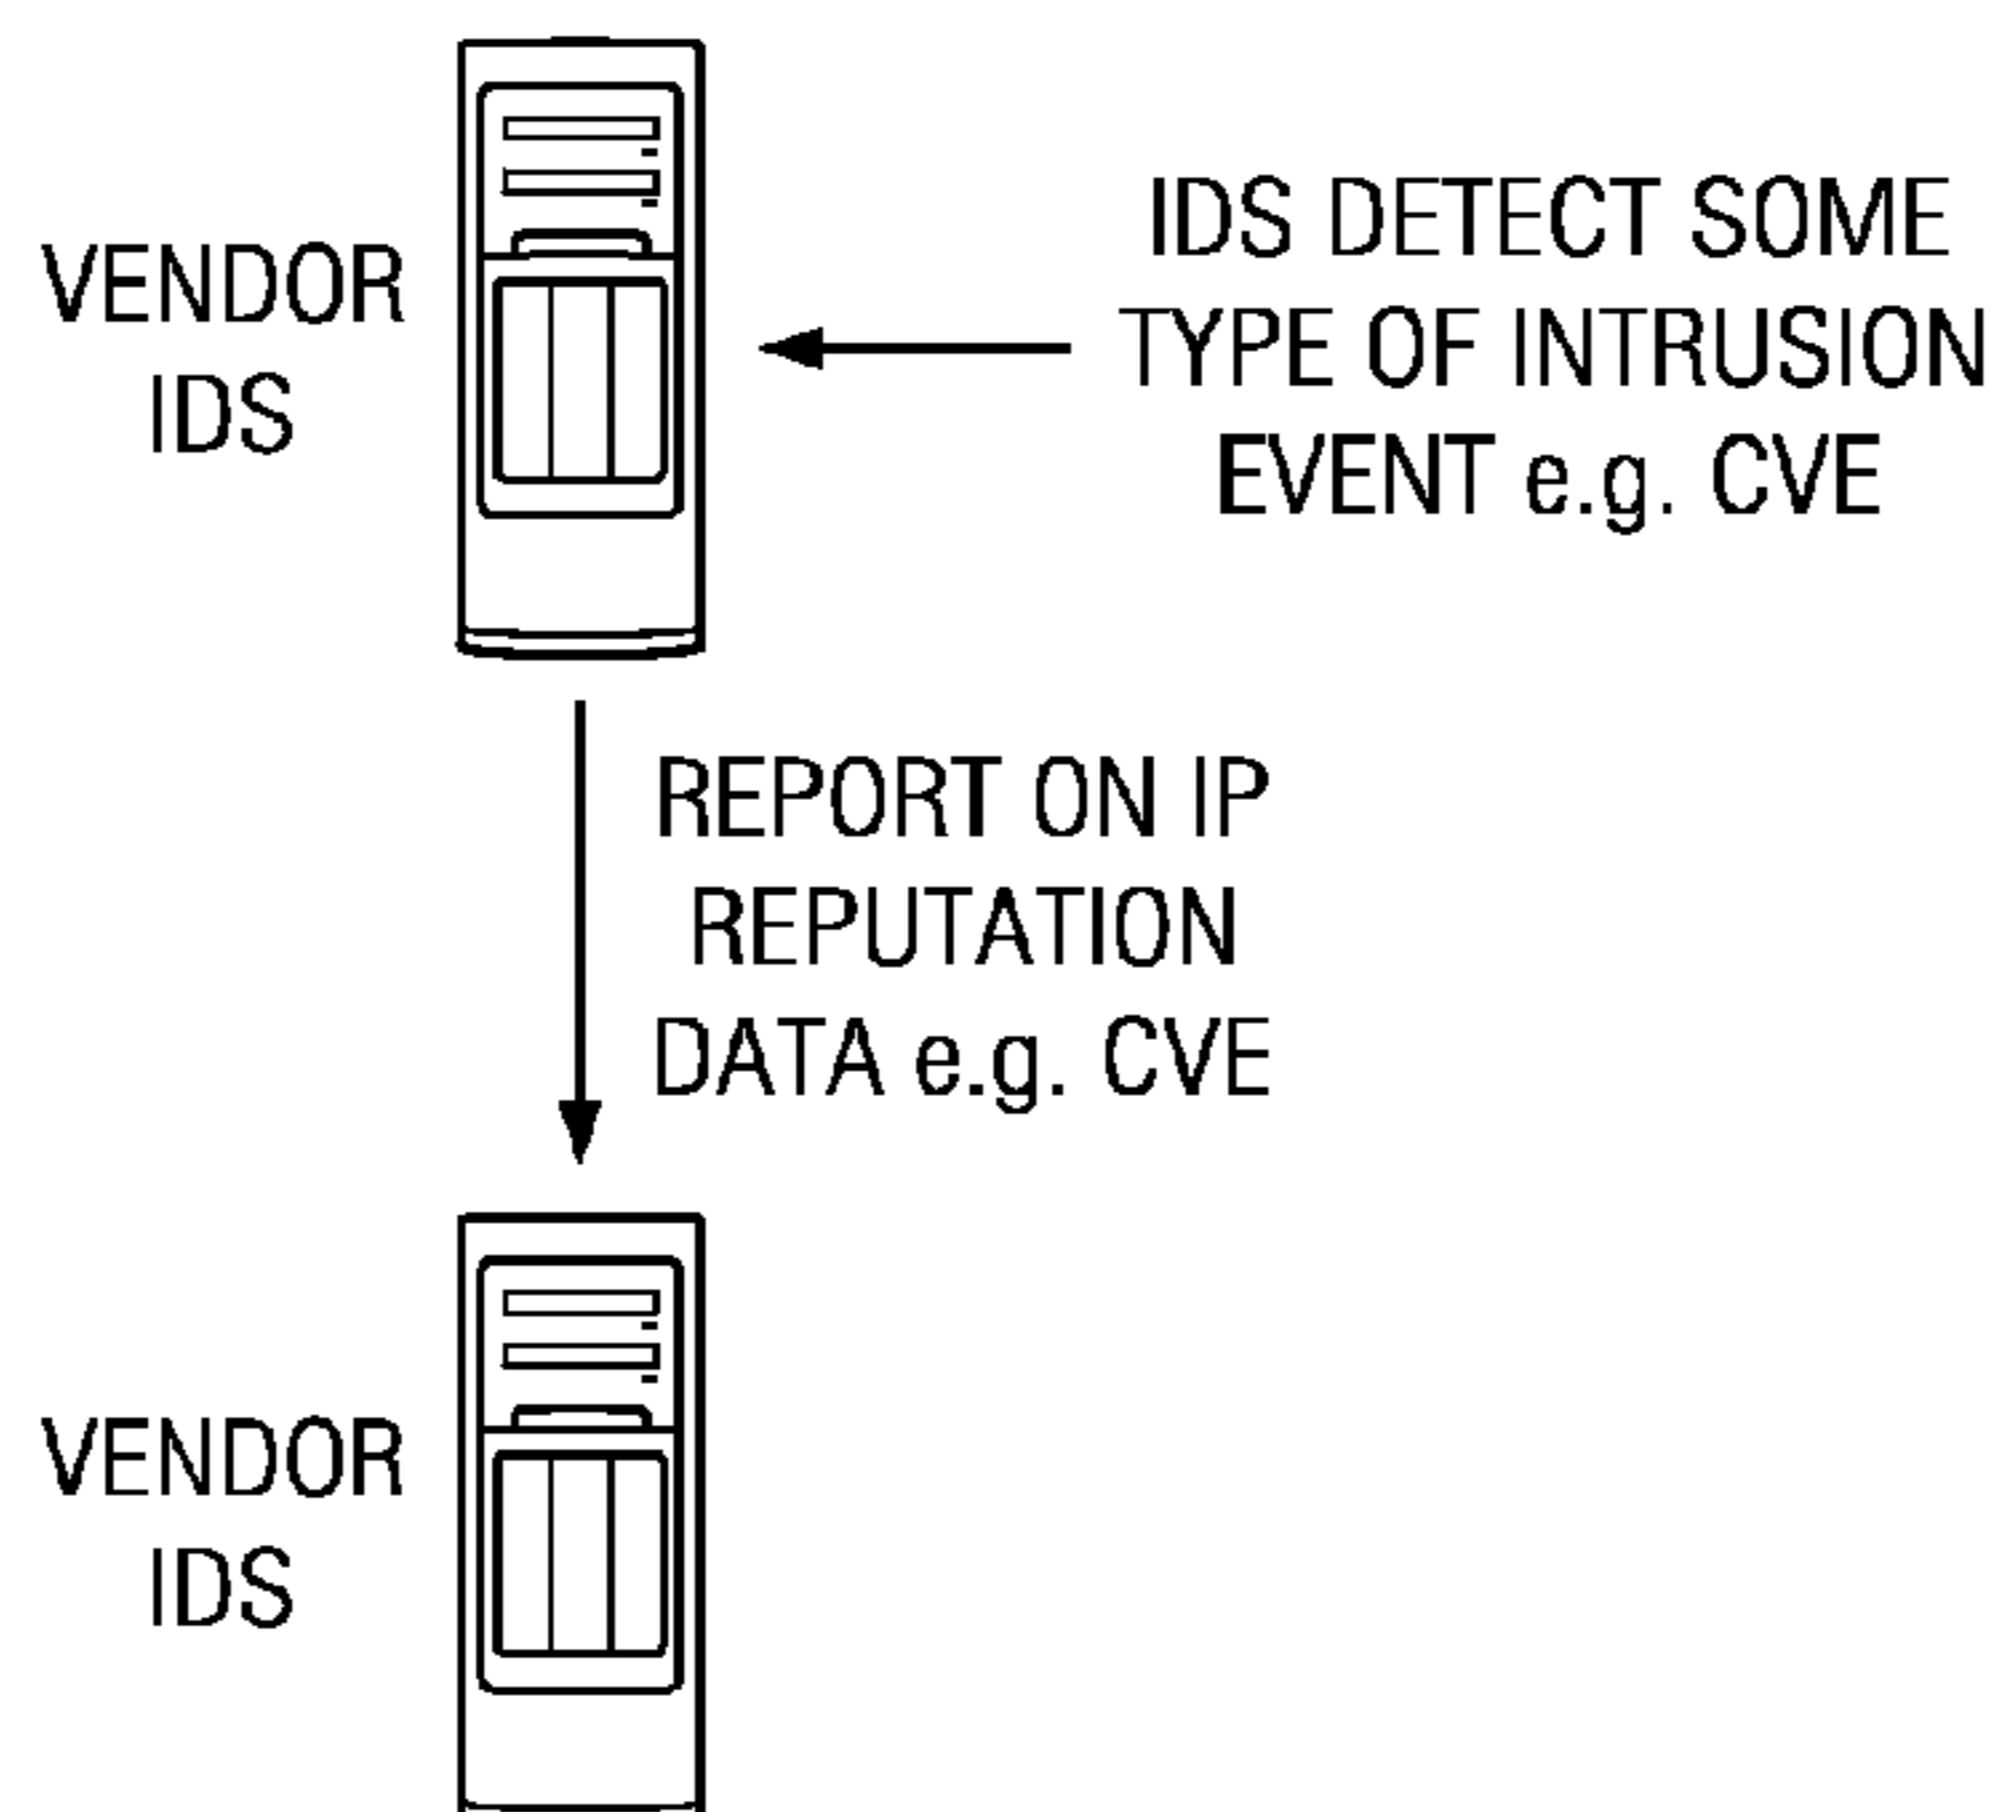 VENDOR
IDS
IDS DETECT SOME
TYPE OF INTRUSION
EVENT e.g. CVE
REPORT ON IP
REPUTATION
DATA e.g. CVE
VENDOR
IDS